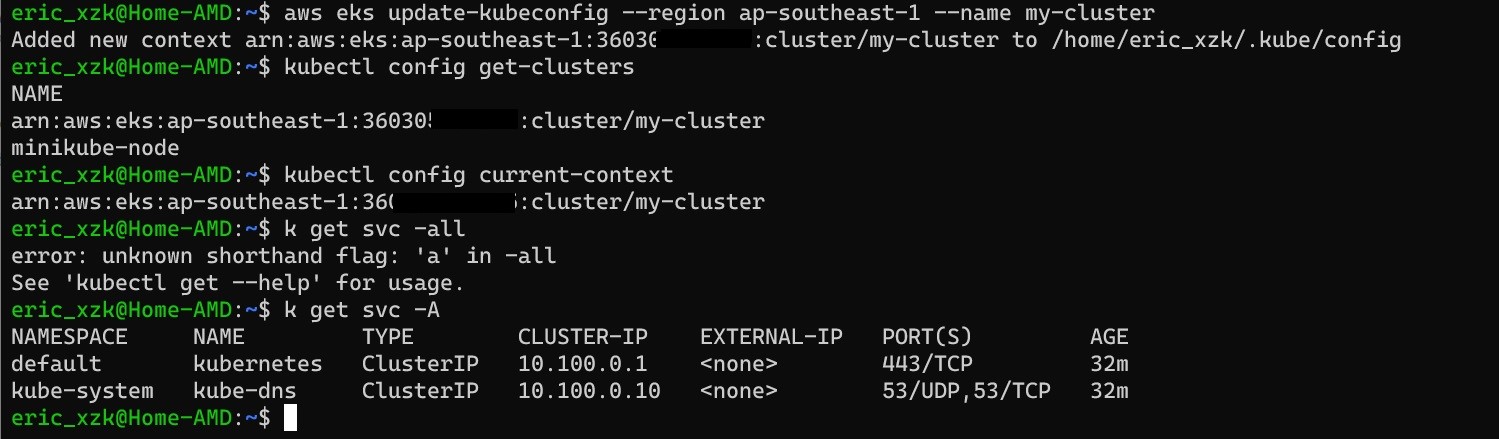 eric_xzk@Home-AMD:~$ aws eks update-kubeconfig --region ap-southeast-1 --name my-cluster
Added new context arn:aws:eks:ap-southeast-1:36030 :cluster/my-cluster to /home/eric_xzk/.kube/config
eric_xzk@Home-AMD:~$ kubectl config get-clusters
NAME
arn:aws:eks:ap-southeast-1:36030 :cluster/my-cluster
minikube-node
eric_xzk@Home-AMD:~$ kubectl config current-context
arn:aws:eks:ap-southeast-1:36 :cluster/my-cluster
eric_xzk@Home-AMD:~$ k get svc -all
error: unknown shorthand flag: 'a' in -all
See 'kubectl get --help' for usage.
eric_xzk@Home-AMD:~$ k get svc -A
NAMESPACE NAME TYPE CLUSTER-IP EXTERNAL-IP PORT(S) AGE
default kubernetes ClusterIP 10.100.0.1 <none> 443/TCP 32m
kube-system kube-dns ClusterIP 10.100.0.10 <none> 53/UDP,53/TCP 32m
eric_xzk@Home-AMD:~$